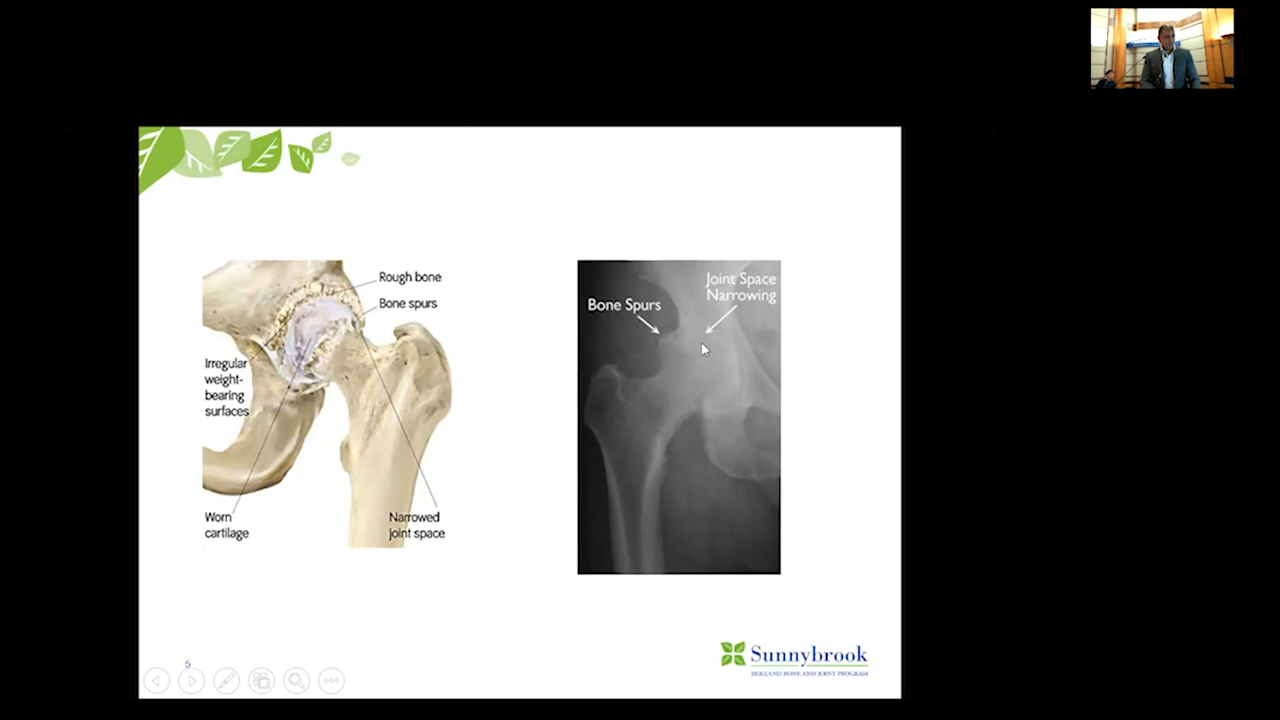 Rough bone
Bone spurs
Irregular
weight-
bearing
surfaces
Worn
cartilage
Narrowed
joint space
Joint Space
Narrowing
Bone Spurs
5
Sunnybrook
HOLLAND BONE AND JOINT PROGRAM